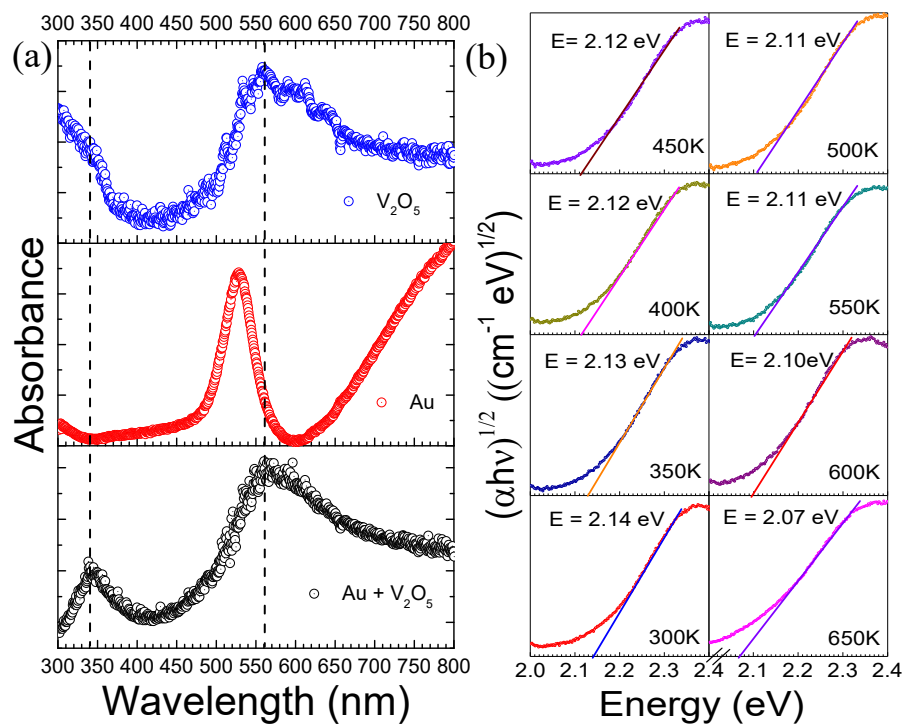 300 350 400 450 500 550 600 650 700 750 800
(a)
V2O5
Au
Au + V2O5
Absorbance
300 350 400 450 500 550 600 650 700 750 800
Wavelength (nm)
(b)
E= 2.12 eV
450K
E = 2.11 eV
500K
E = 2.12 eV
400K
E = 2.11 eV
550K
E = 2.13 eV
350K
E= 2.10eV
600K
E = 2.14 eV
300K
E = 2.07 eV
650K
(αhν)^1/2 ((cm^-1 eV)^1/2
2.0 2.1 2.2 2.3 2.4 2.1 2.2 2.3 2.4
Energy (eV)